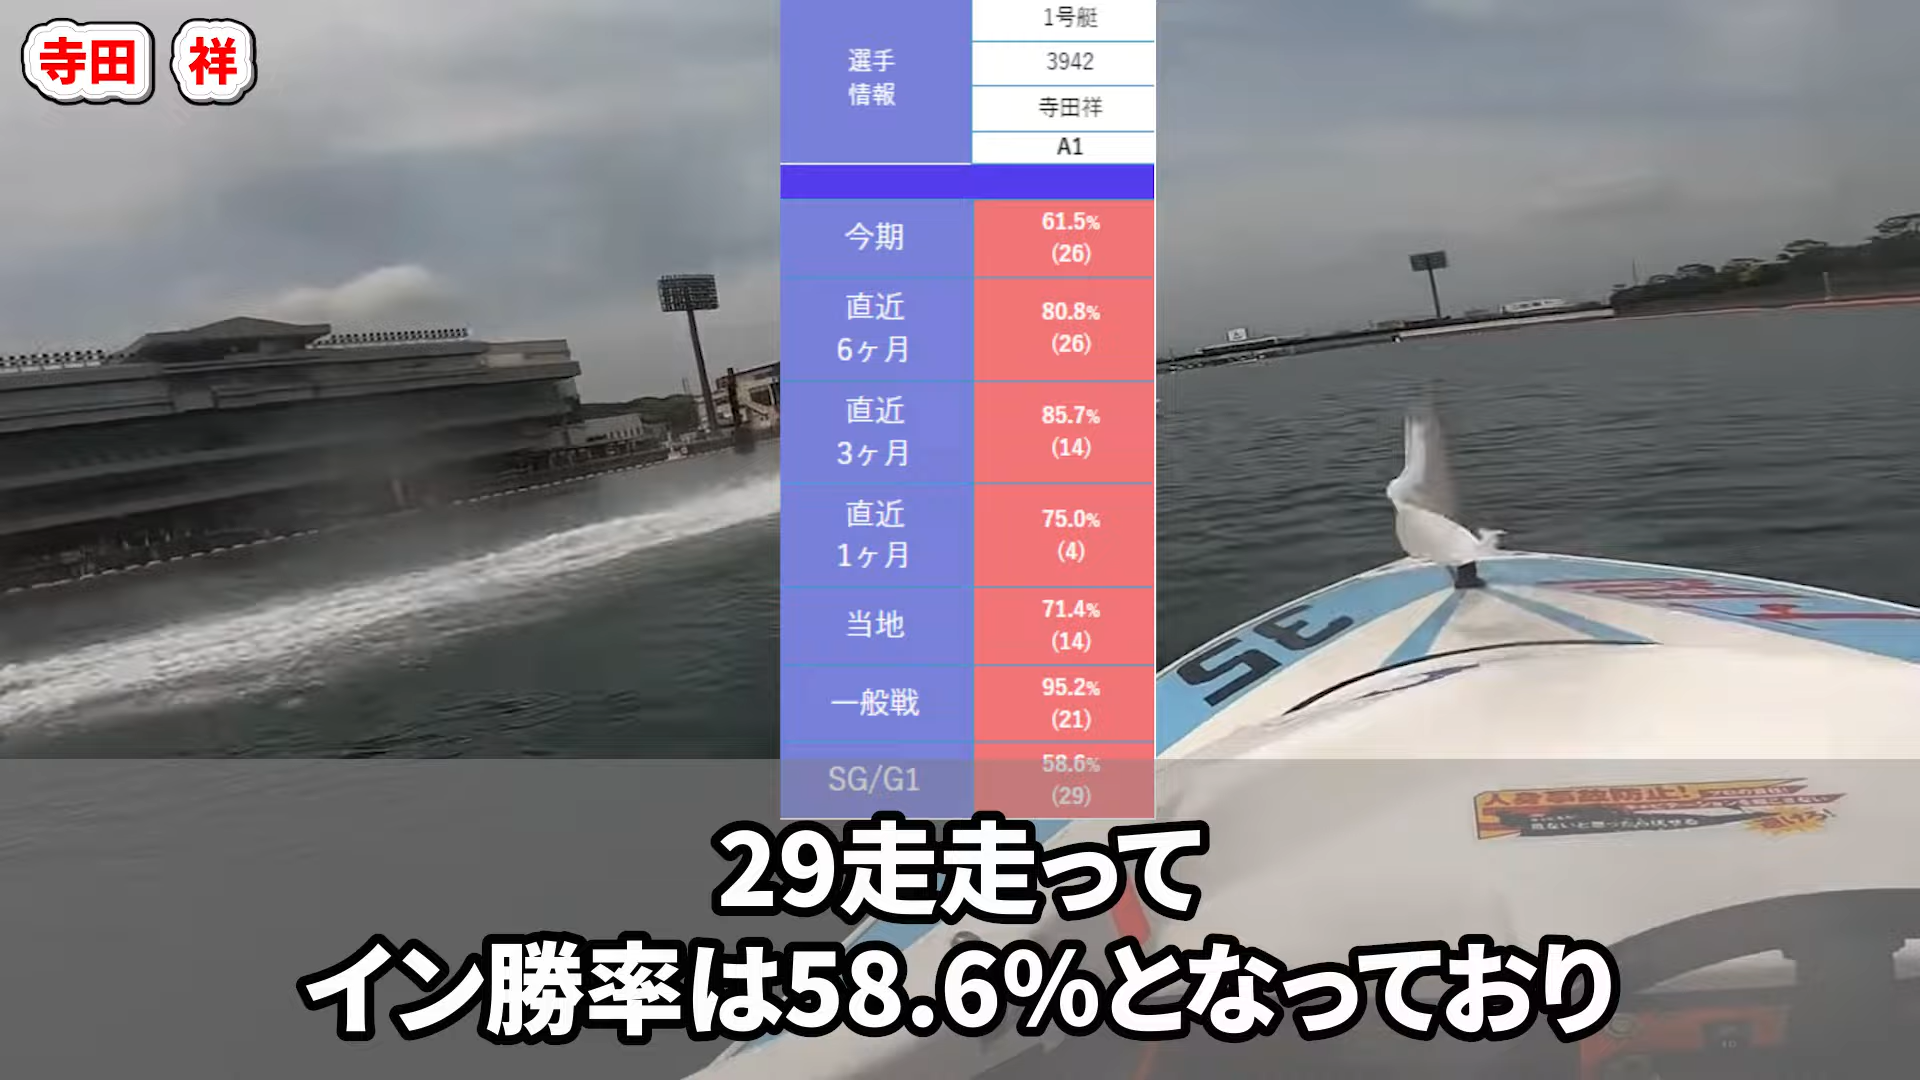 寺田 祥
選手
情報
1号艇
3942
寺田祥
A1
今期
61.5%
(26)
直近
6ヶ月
80.8%
(26)
直近
3ヶ月
85.7%
(14)
直近
1ヶ月
75.0%
(4)
当地
71.4%
(14)
一般戦
95.2%
(21)
SG/G1
58.6%
(29)
35
人身事故防止!
29走走って
イン勝率は58.6%となっており